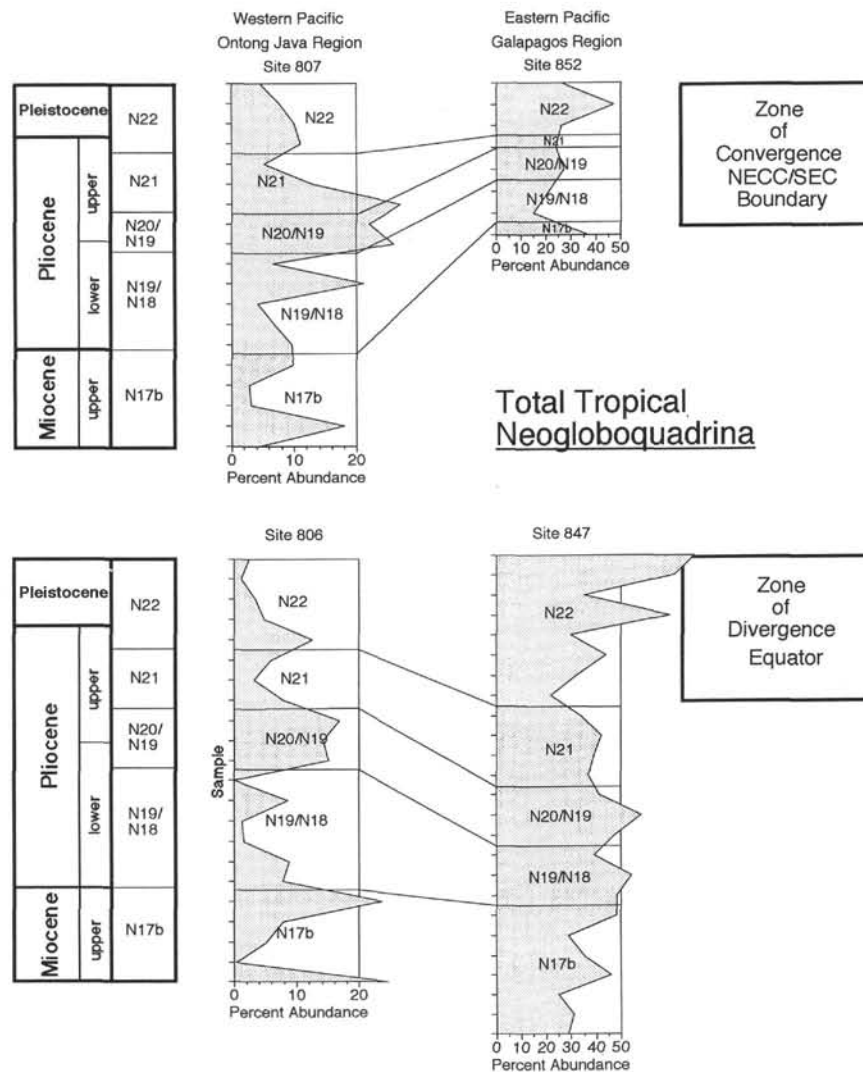 Western Pacific
Ontong Java Region
Site 807
Eastern Pacific
Galapagos Region
Site 852
Pleistocene
Pliocene
Miocene
upper
lower
upper
N22
N21
N20/
N19
N19/
N18
N17b
N22
N21
N20/N19
N19/N18
N17b
0 10 20
Percent Abundance
N22
N21
N20/N19
N19/N18
N17b
0 10 20 30 40 50
Percent Abundance
Zone
of
Convergence
NECC/SEC
Boundary
Total Tropical
Neogloboquadrina
Site 806
Site 847
Pleistocene
Pliocene
Miocene
upper
lower
upper
N22
N21
N20/
N19
N19/
N18
N17b
Sample
N22
N21
N20/N19
N19/N18
N17b
0 10 20
Percent Abundance
N22
N21
N20/N19
N19/N18
N17b
0 10 20 30 40 50
Percent Abundance
Zone
of
Divergence
Equator